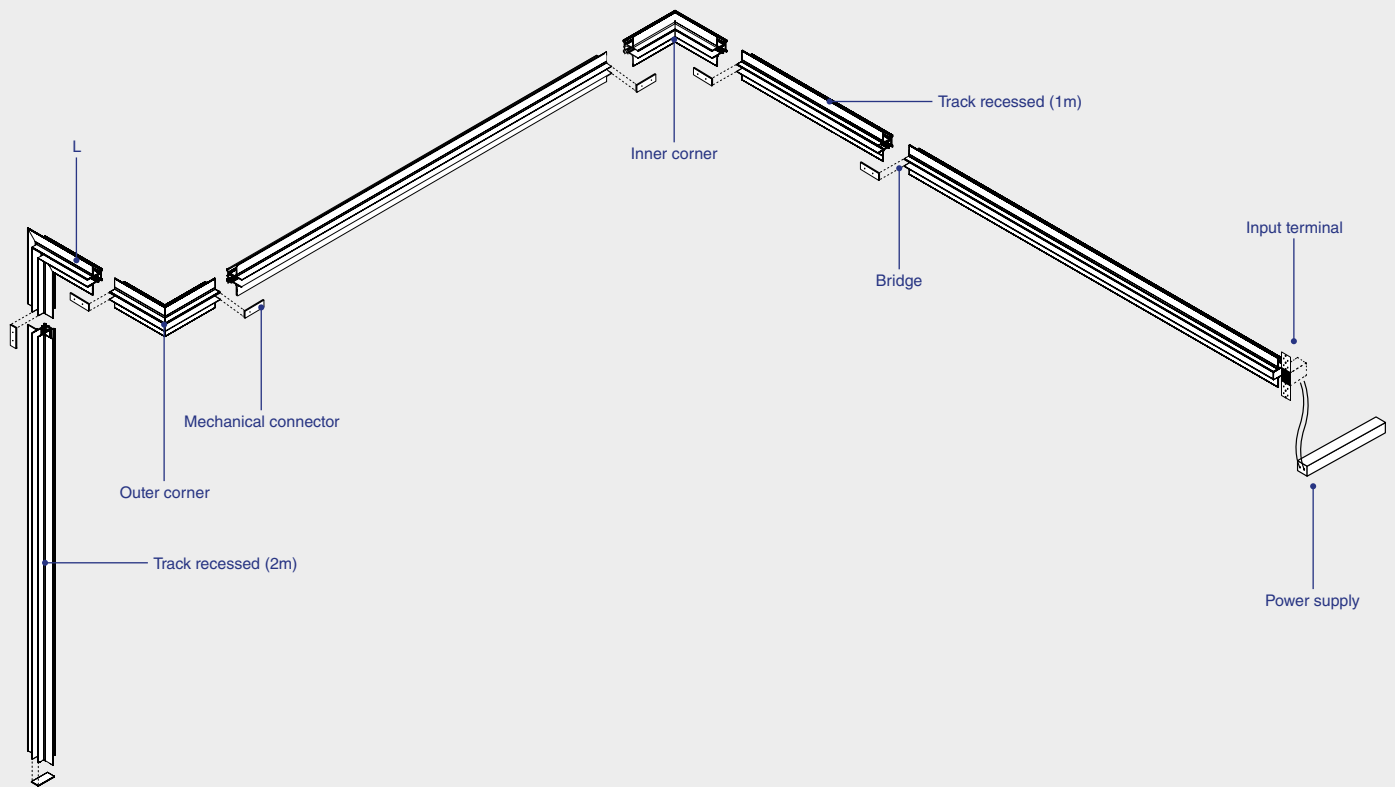 Track recessed (1m)
L
Inner corner
Input terminal
Bridge
Mechanical connector
Outer corner
Track recessed (2m)
Power supply